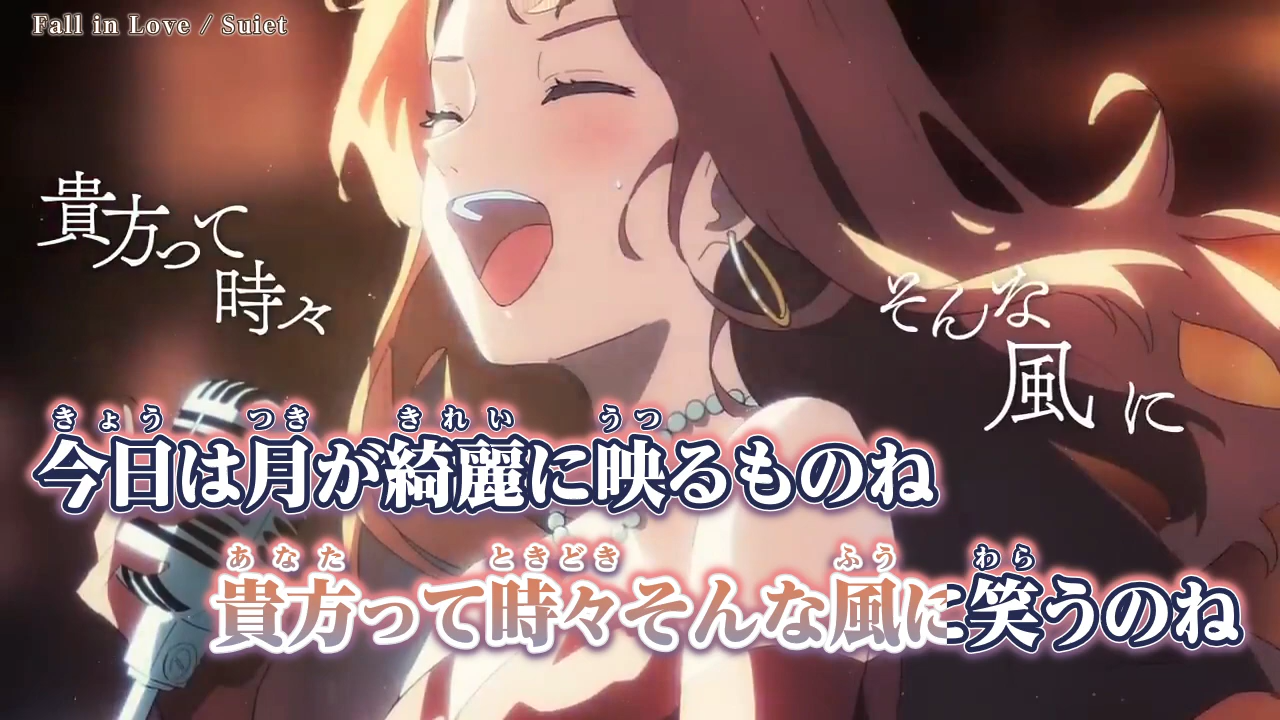 Fall in Love / Suiet
貴方って
時々
そんな
風に
きょう つき きれい うつ
今日は月が綺麗に映るものね
あなた ときどき ふう わら
貴方って時々そんな風に笑うのね